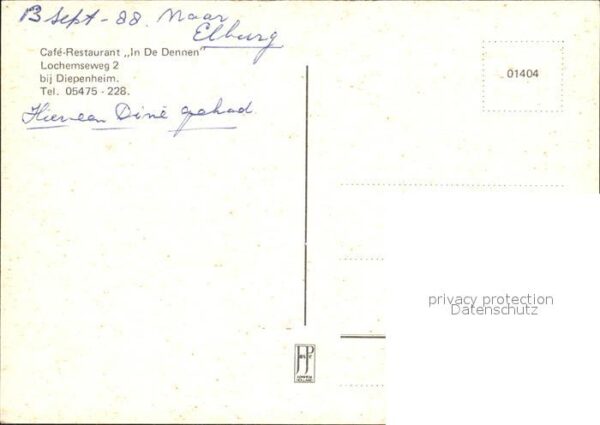 13 Sept - 88. Naar
Elburg
Café-Restaurant „In De Dennen”
Lochemseweg 2
bij Diepenheim.
Tel. 05475 - 228.
Hier een Diné gehad
01404
privacy protection
Datenschutz